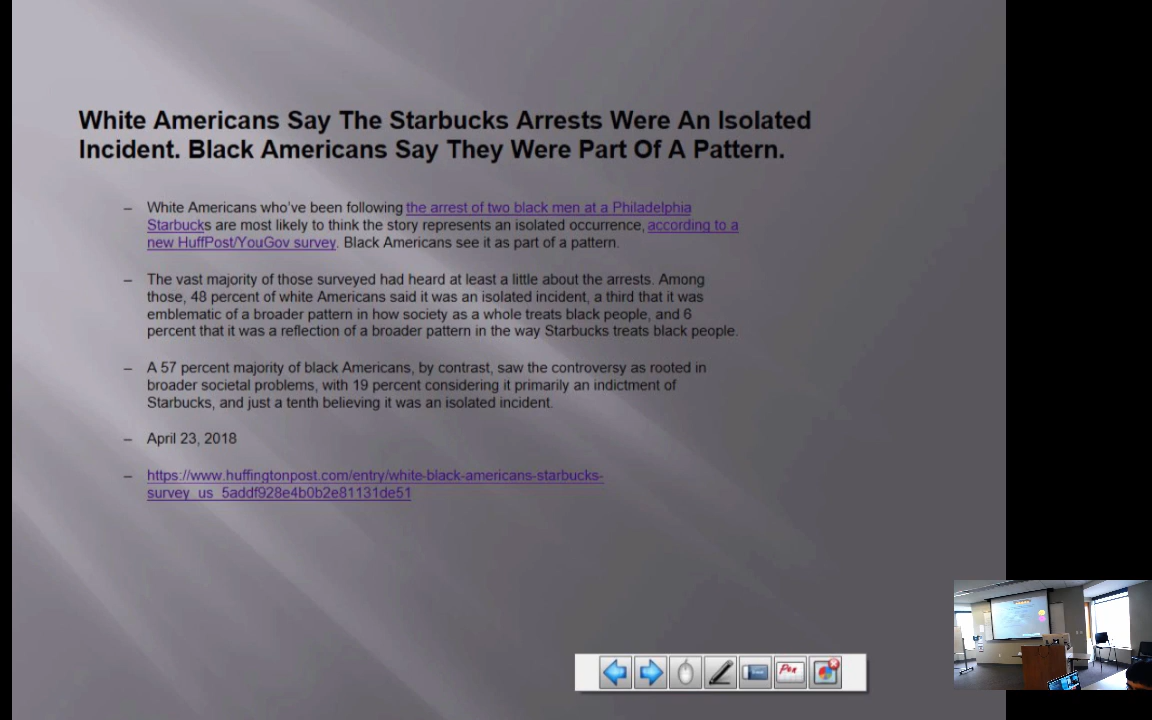 White Americans Say The Starbucks Arrests Were An Isolated
Incident. Black Americans Say They Were Part Of A Pattern.
– White Americans who've been following the arrest of two black men at a Philadelphia
Starbucks are most likely to think the story represents an isolated occurrence, according to a
new HuffPost/YouGov survey. Black Americans see it as part of a pattern.
– The vast majority of those surveyed had heard at least a little about the arrests. Among
those, 48 percent of white Americans said it was an isolated incident, a third that it was
emblematic of a broader pattern in how society as a whole treats black people, and 6
percent that it was a reflection of a broader pattern in the way Starbucks treats black people.
– A 57 percent majority of black Americans, by contrast, saw the controversy as rooted in
broader societal problems, with 19 percent considering it primarily an indictment of
Starbucks, and just a tenth believing it was an isolated incident.
– April 23, 2018
– https://www.huffingtonpost.com/entry/white-black-americans-starbucks-
survey_us_5addf928e4b0b2e81131de51
Pen